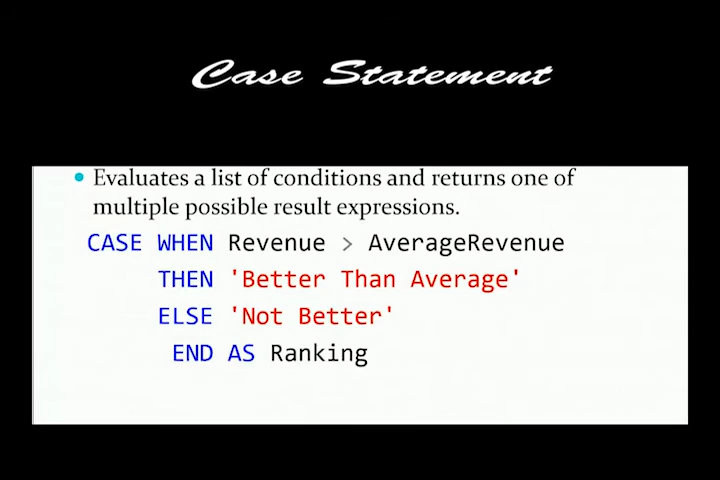 Case Statement
• Evaluates a list of conditions and returns one of
multiple possible result expressions.
CASE WHEN Revenue > AverageRevenue
THEN 'Better Than Average'
ELSE 'Not Better'
END AS Ranking